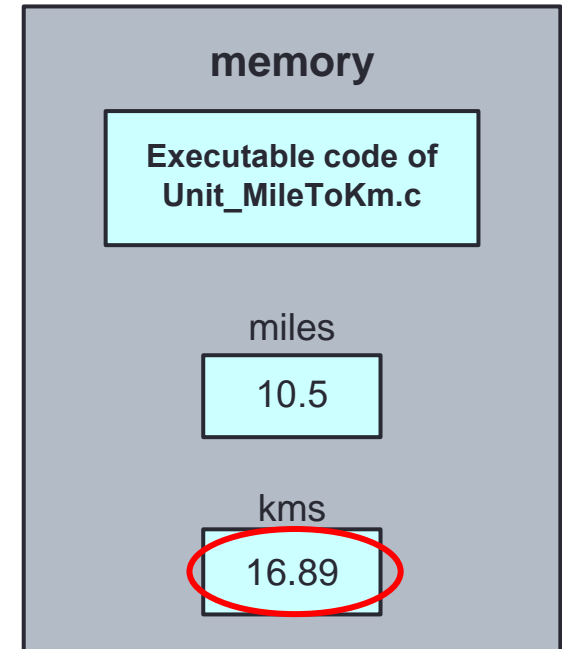 memory
Executable code of
Unit_MileToKm.c
miles
10.5
kms
16.89